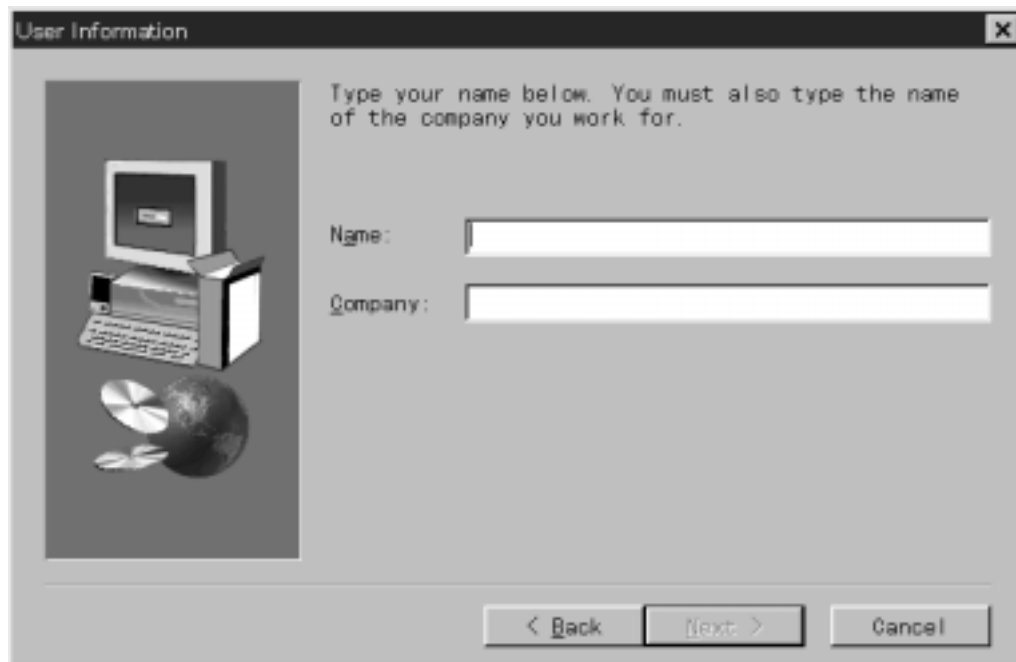 User Information
Type your name below. You must also type the name
of the company you work for.
Name:
Company:
< Back
Next >
Cancel